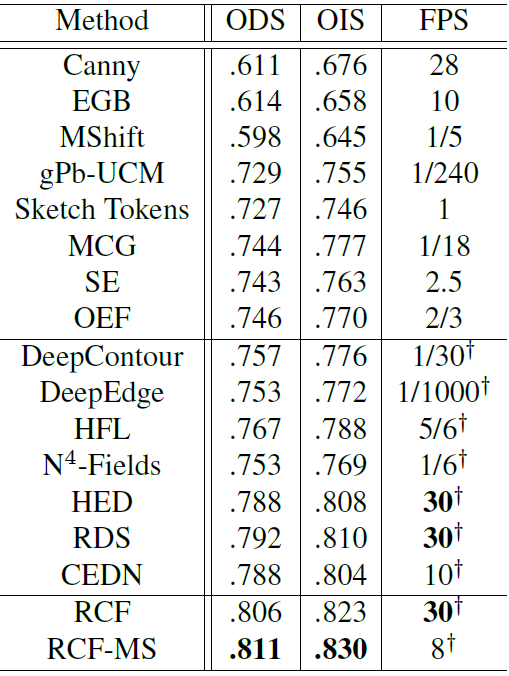 Method ODS OIS FPS
Canny .611 .676 28
EGB .614 .658 10
MShift .598 .645 1/5
gPb-UCM .729 .755 1/240
Sketch Tokens .727 .746 1
MCG .744 .777 1/18
SE .743 .763 2.5
OEF .746 .770 2/3
DeepContour .757 .776 1/30†
DeepEdge .753 .772 1/1000†
HFL .767 .788 5/6†
N⁴-Fields .753 .769 1/6†
HED .788 .808 30†
RDS .792 .810 30†
CEDN .788 .804 10†
RCF .806 .823 30†
RCF-MS .811 .830 8†